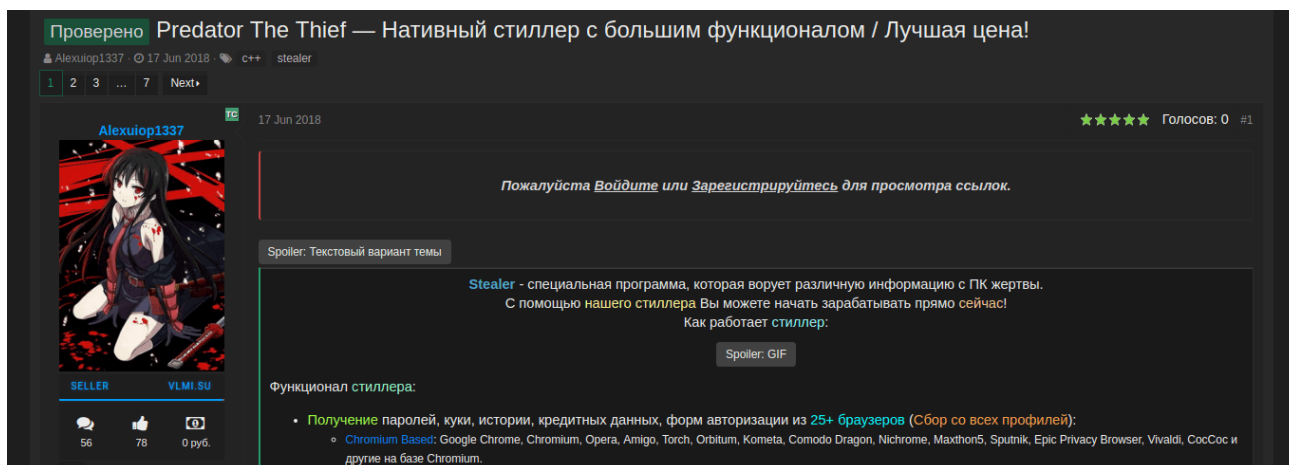 Проверено Predator The Thief — Нативный стиллер с большим функционалом / Лучшая цена!
Alexuiop1337 · 17 Jun 2018 · c++ stealer
1 2 3 ... 7 Next
TC
Alexuiop1337
17 Jun 2018 Голосов: 0 #1
Пожалуйста Войдите или Зарегистрируйтесь для просмотра ссылок.
Spoiler: Текстовый вариант темы
Stealer - специальная программа, которая ворует различную информацию с ПК жертвы.
С помощью нашего стиллера Вы можете начать зарабатывать прямо сейчас!
Как работает стиллер:
Spoiler: GIF
SELLER VLMI.SU
56 78 0 руб.
Функционал стиллера:
• Получение паролей, куки, истории, кредитных данных, форм авторизации из 25+ браузеров (Сбор со всех профилей):
◦ Chromium Based: Google Chrome, Chromium, Opera, Amigo, Torch, Orbitum, Kometa, Comodo Dragon, Nichrome, Maxthon5, Sputnik, Epic Privacy Browser, Vivaldi, CocCoc и
другие на базе Chromium.